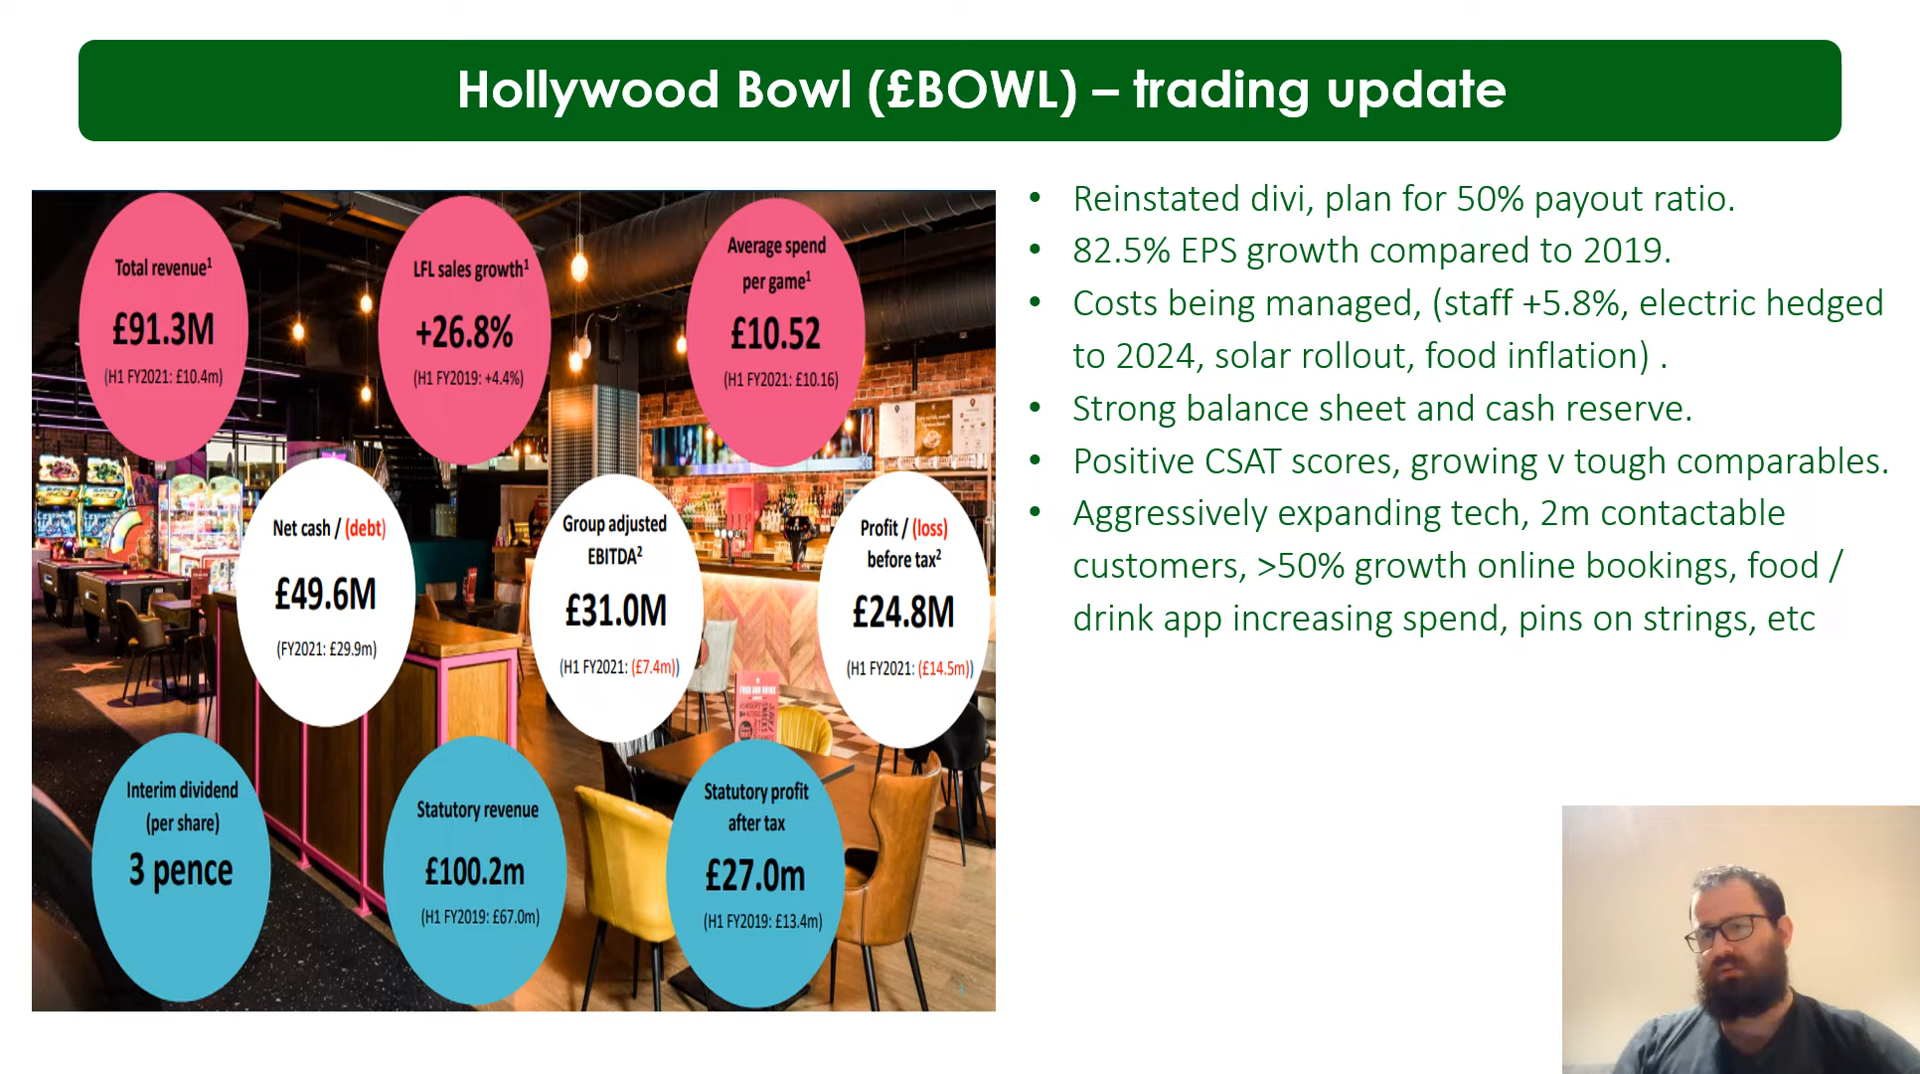 Hollywood Bowl (£BOWL) – trading update
Total revenue¹
£91.3M
(H1 FY2021: £10.4m)
LFL sales growth¹
+26.8%
(H1 FY2019: +4.4%)
Average spend
per game¹
£10.52
(H1 FY2021: £10.16)
Net cash / (debt)
£49.6M
(FY2021: £29.9m)
Group adjusted
EBITDA²
£31.0M
(H1 FY2021: (£7.4m))
Profit / (loss)
before tax²
£24.8M
(H1 FY2021: (£14.5m))
Interim dividend
(per share)
3 pence
Statutory revenue
£100.2m
(H1 FY2019: £67.0m)
Statutory profit
after tax
£27.0m
(H1 FY2019: £13.4m)
• Reinstated divi, plan for 50% payout ratio.
• 82.5% EPS growth compared to 2019.
• Costs being managed, (staff +5.8%, electric hedged
to 2024, solar rollout, food inflation) .
• Strong balance sheet and cash reserve.
• Positive CSAT scores, growing v tough comparables.
• Aggressively expanding tech, 2m contactable
customers, >50% growth online bookings, food /
drink app increasing spend, pins on strings, etc